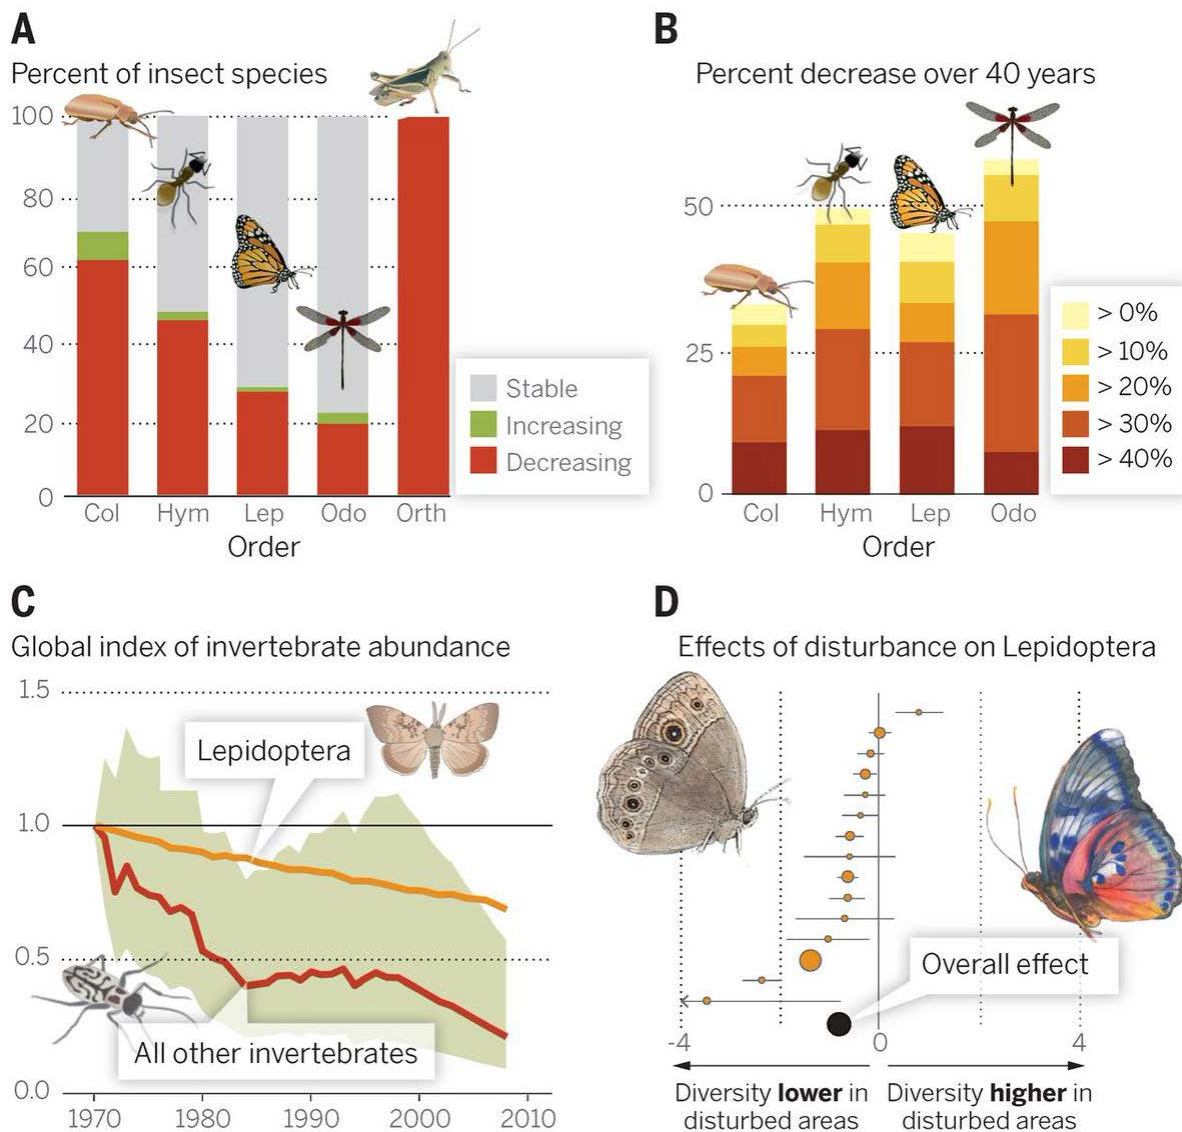 A
Percent of insect species
100
80
60
40
20
0
Col Hym Lep Odo Orth
Order
Stable
Increasing
Decreasing
B
Percent decrease over 40 years
50
25
0
Col Hym Lep Odo
Order
> 0%
> 10%
> 20%
> 30%
> 40%
C
Global index of invertebrate abundance
1.5
1.0
0.5
0.0
Lepidoptera
All other invertebrates
1970 1980 1990 2000 2010
D
Effects of disturbance on Lepidoptera
Overall effect
-4 0 4
Diversity lower in
disturbed areas
Diversity higher in
disturbed areas